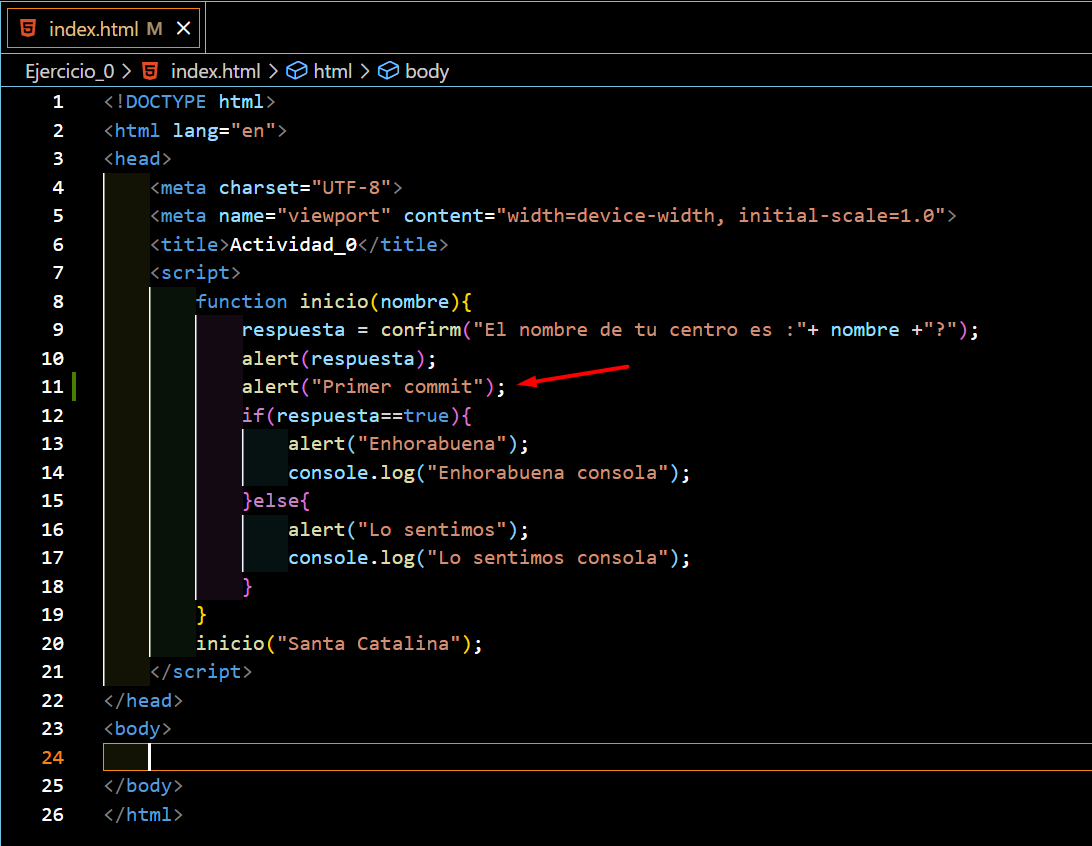 index.html M
Ejercicio_0 > index.html > html > body
1 <!DOCTYPE html>
2 <html lang="en">
3 <head>
4 <meta charset="UTF-8">
5 <meta name="viewport" content="width=device-width, initial-scale=1.0">
6 <title>Actividad_0</title>
7 <script>
8 function inicio(nombre){
9 respuesta = confirm("El nombre de tu centro es :"+ nombre +"?");
10 alert(respuesta);
11 alert("Primer commit");
12 if(respuesta==true){
13 alert("Enhorabuena");
14 console.log("Enhorabuena consola");
15 }else{
16 alert("Lo sentimos");
17 console.log("Lo sentimos consola");
18 }
19 }
20 inicio("Santa Catalina");
21 </script>
22 </head>
23 <body>
24
25 </body>
26 </html>